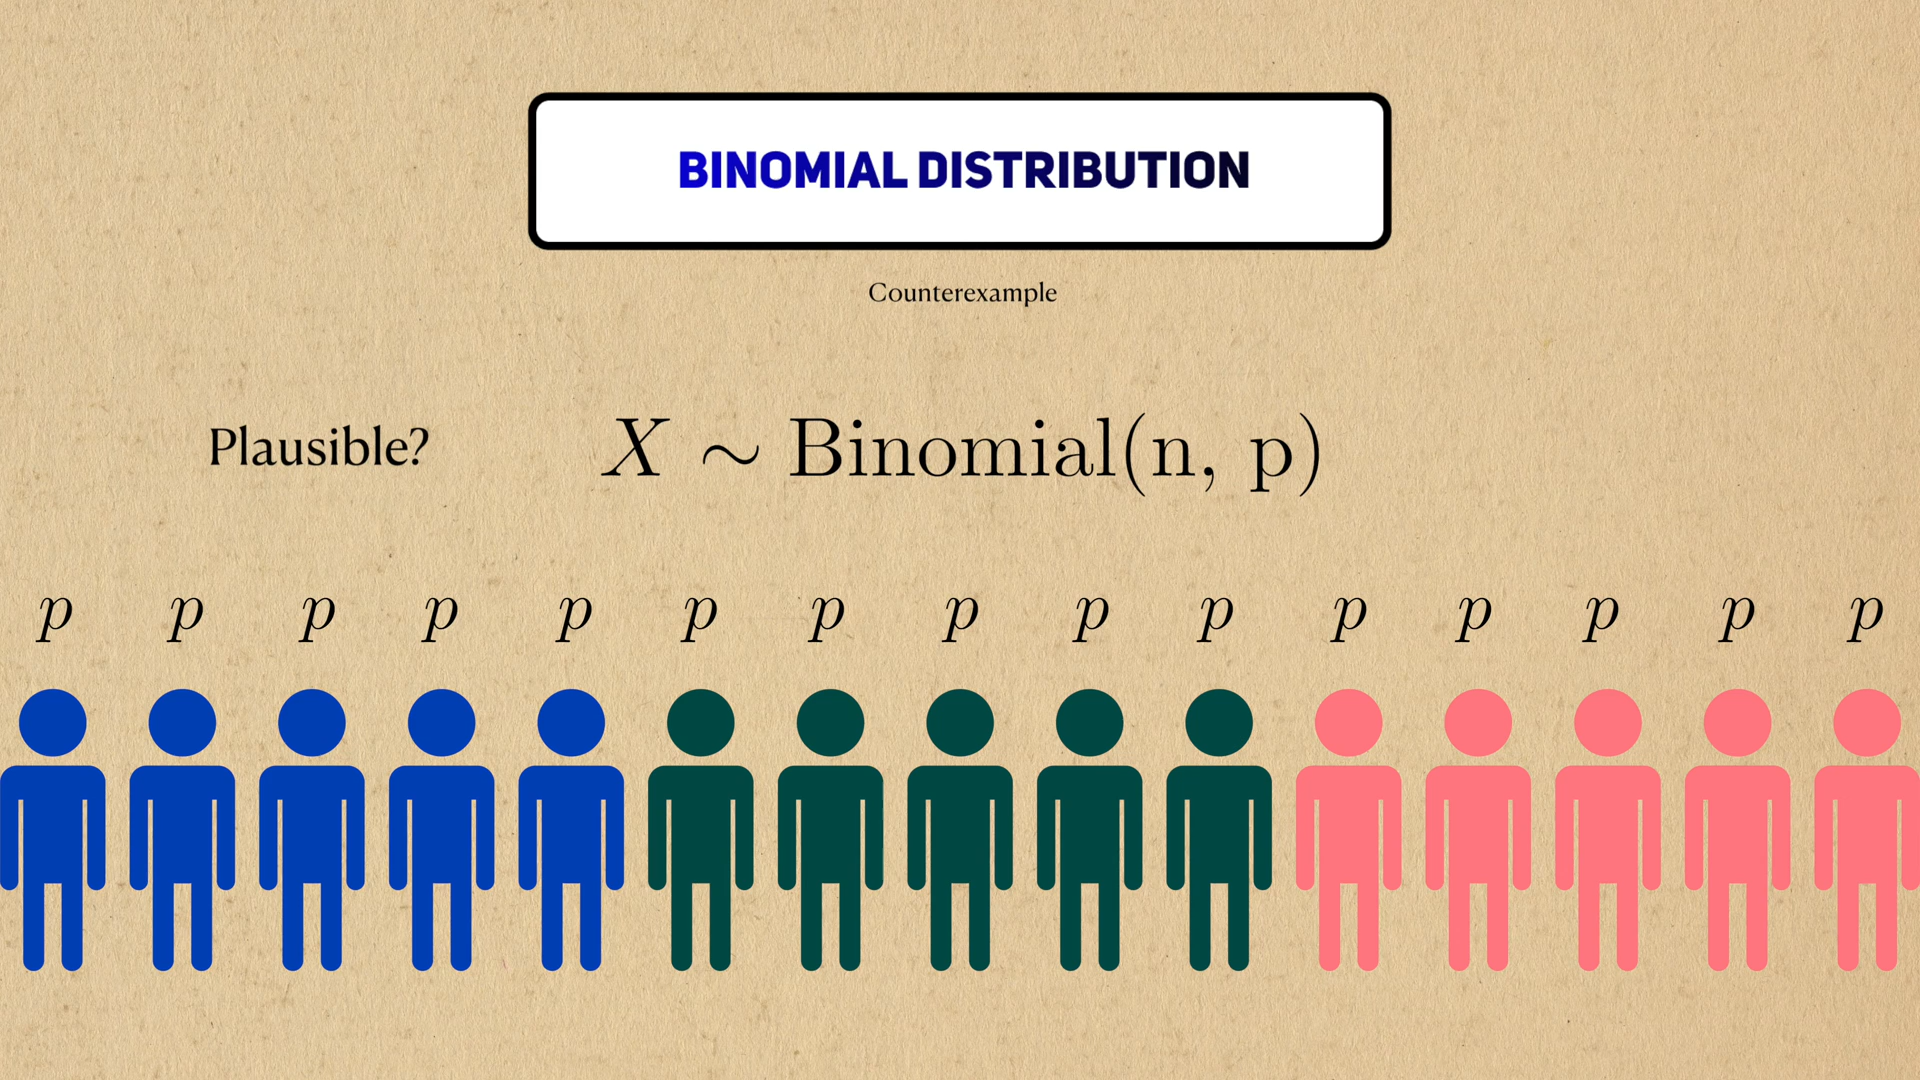 BINOMIAL DISTRIBUTION
Counterexample
Plausible? X ~ Binomial(n, p)
p p p p p p p p p p p p p p p